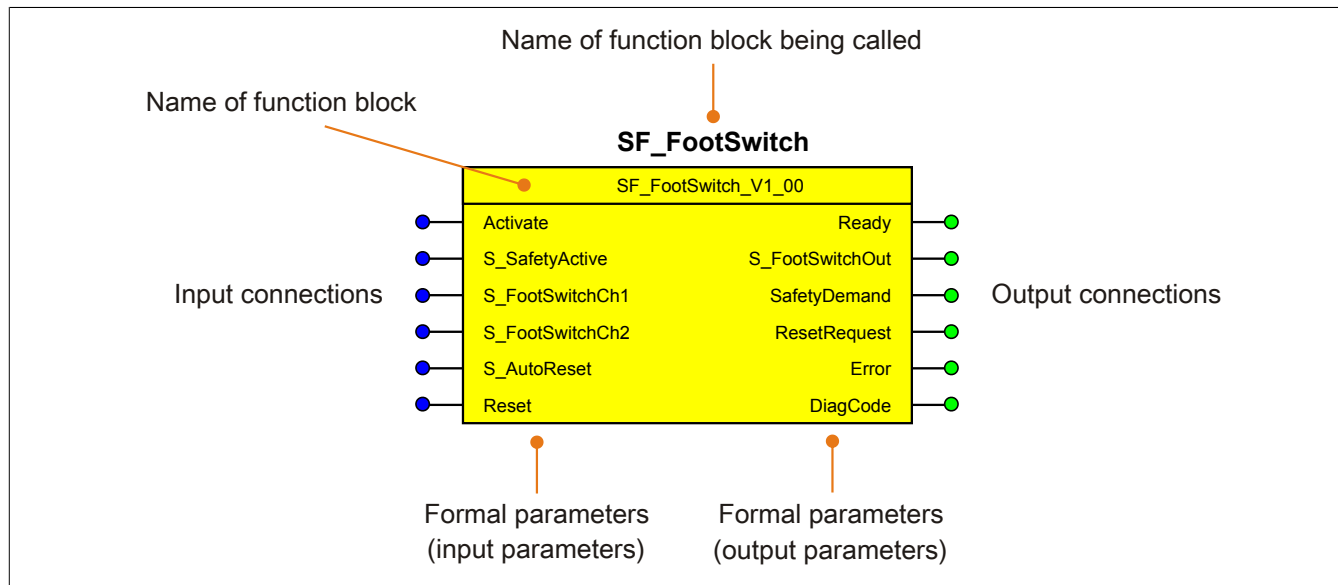 Name of function block being called
Name of function block
SF_FootSwitch
SF_FootSwitch_V1_00
Activate
Ready
S_SafetyActive
S_FootSwitchOut
Input connections
S_FootSwitchCh1
SafetyDemand
Output connections
S_FootSwitchCh2
ResetRequest
S_AutoReset
Error
Reset
DiagCode
Formal parameters
(input parameters)
Formal parameters
(output parameters)